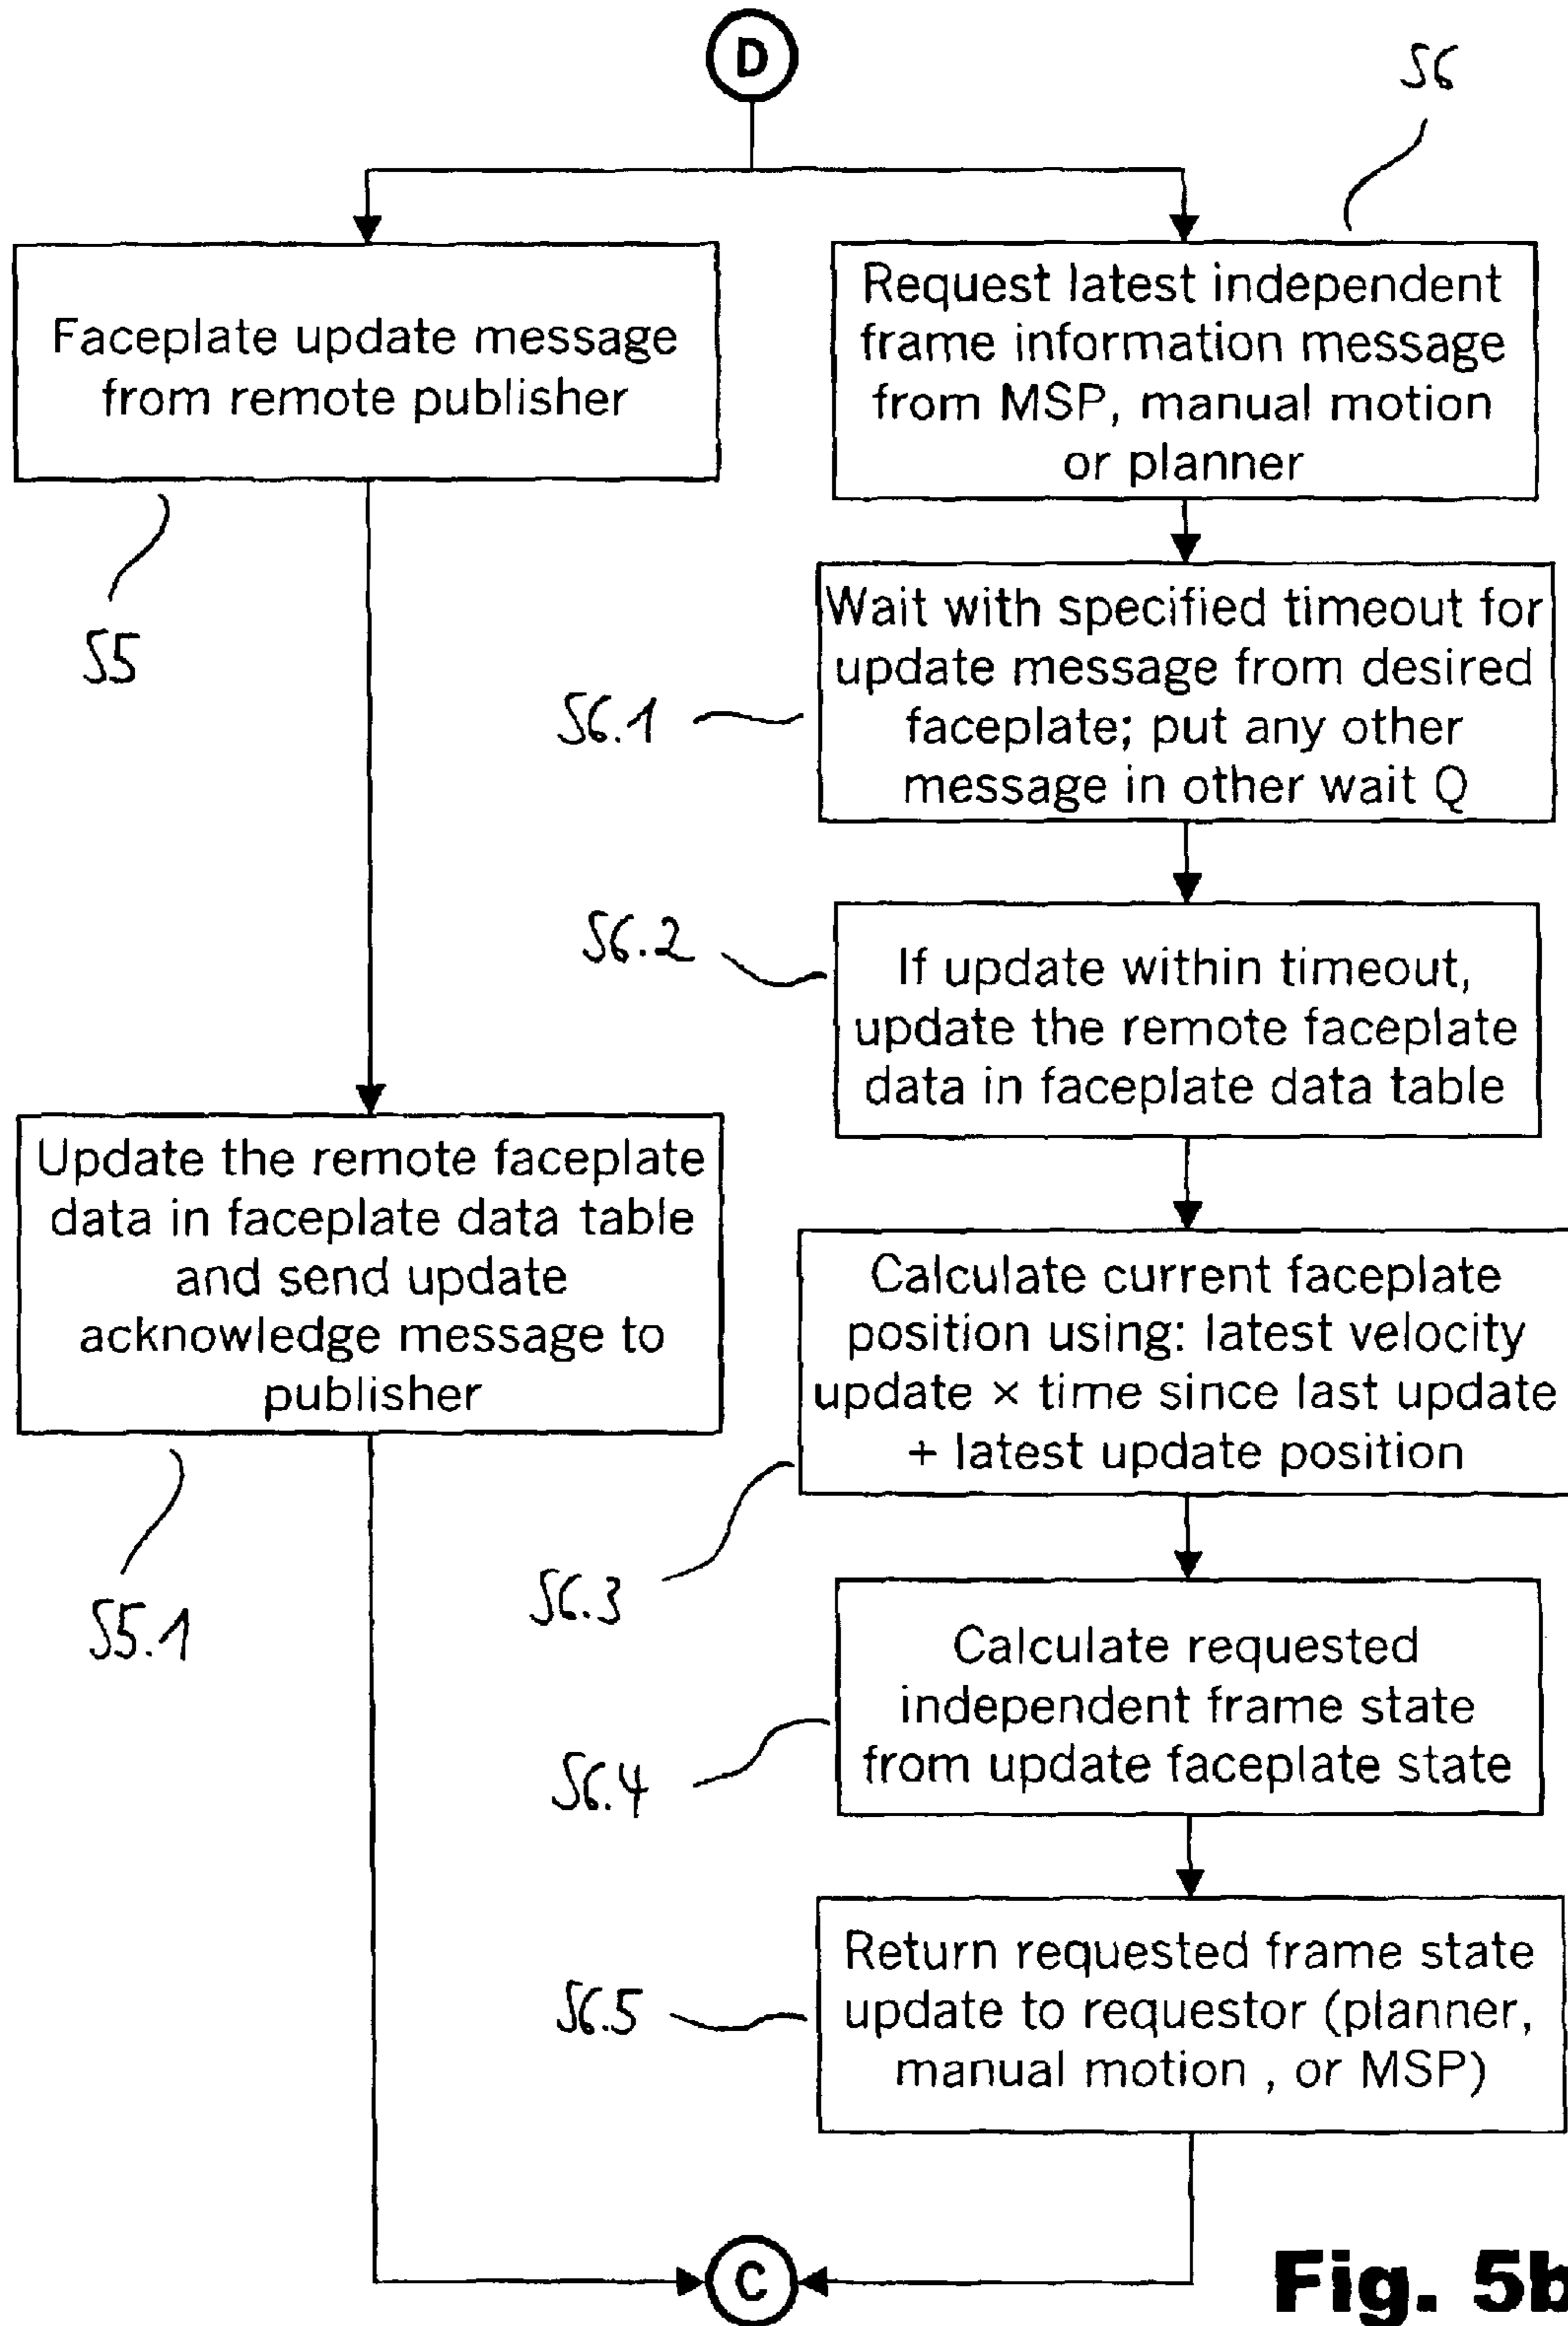 D
S6
Faceplate update message
from remote publisher
S5
Request latest independent
frame information message
from MSP, manual motion
or planner
Wait with specified timeout for
update message from desired
faceplate; put any other
message in other wait Q
S6.1
If update within timeout,
update the remote faceplate
data in faceplate data table
S6.2
Update the remote faceplate
data in faceplate data table
and send update
acknowledge message to
publisher
S5.1
Calculate current faceplate
position using: latest velocity
update × time since last update
+ latest update position
S6.3
Calculate requested
independent frame state
from update faceplate state
S6.4
Return requested frame state
update to requestor (planner,
manual motion , or MSP)
S6.5
C
Fig. 5b